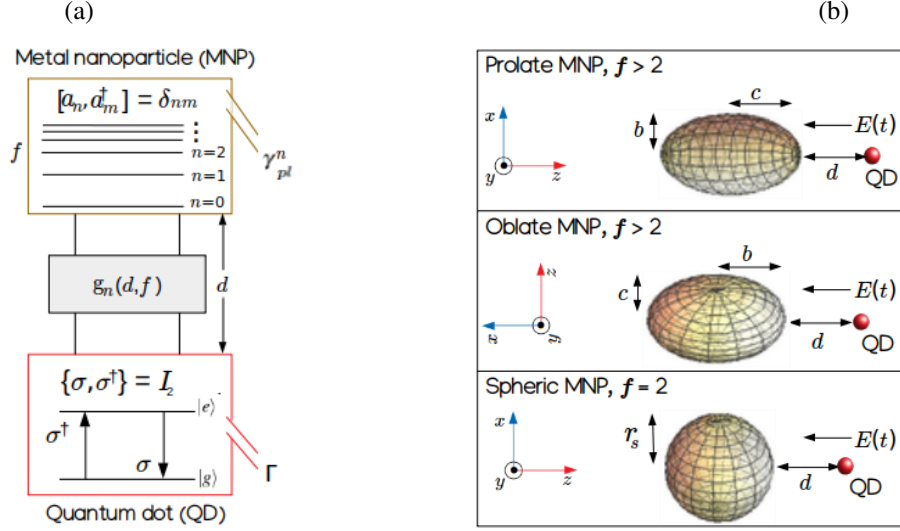 (a)
Metal nanoparticle (MNP)
[a_n, a_m^†] = δ_nm
f
⋮
n=2
n=1
n=0
γ_pl^n
g_n(d,f)
d
{σ, σ†} = I_2
|e⟩
σ†
σ
|g⟩
Γ
Quantum dot (QD)
(b)
Prolate MNP, f > 2
c
x
b
E(t)
y
z
d
QD
Oblate MNP, f > 2
z
b
c
E(t)
x
y
d
QD
Spheric MNP, f = 2
x
r_s
E(t)
y
z
d
QD